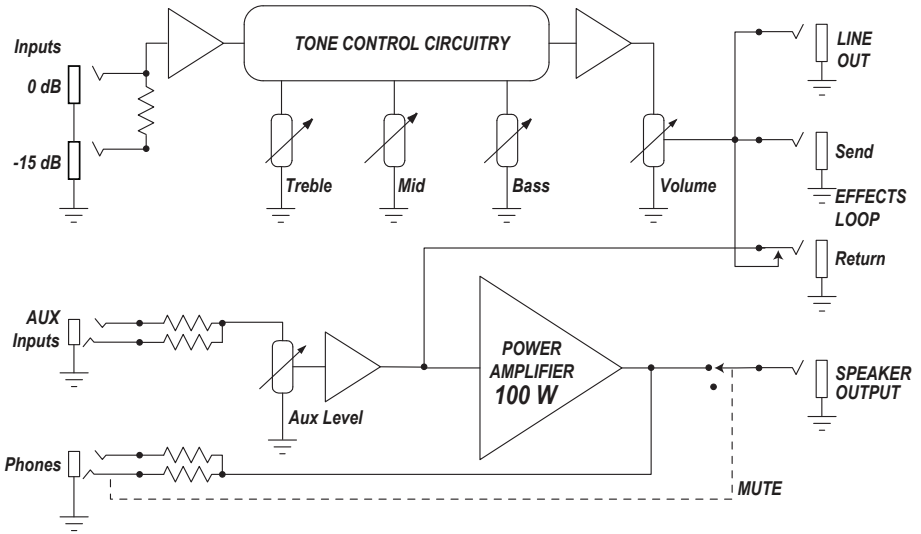 Inputs
0 dB
-15 dB
TONE CONTROL CIRCUITRY
Treble
Mid
Bass
Volume
LINE
OUT
Send
EFFECTS
LOOP
Return
AUX
Inputs
Aux Level
POWER
AMPLIFIER
100 W
SPEAKER
OUTPUT
Phones
MUTE